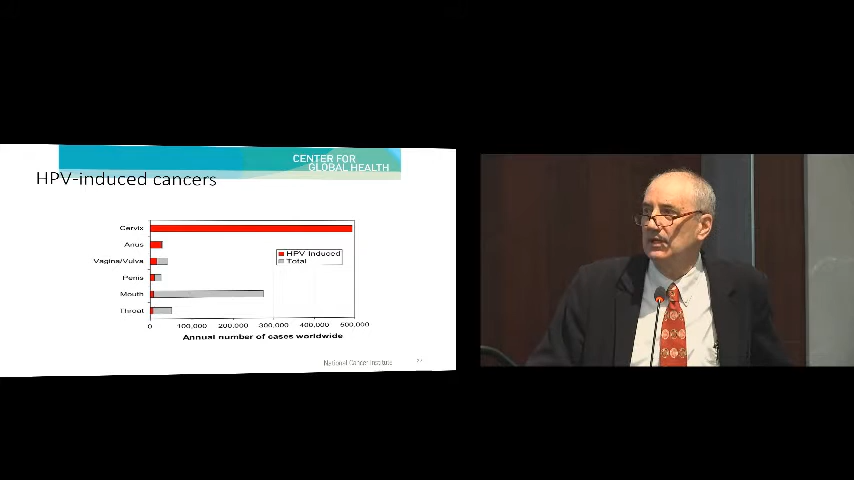 CENTER FOR
GLOBAL HEALTH
HPV-induced cancers
Cervix
Anus
Vagina/Vulva
Penis
Mouth
Throat
HPV Induced
Total
0
100,000
200,000
300,000
400,000
500,000
Annual number of cases worldwide
National Cancer Institute